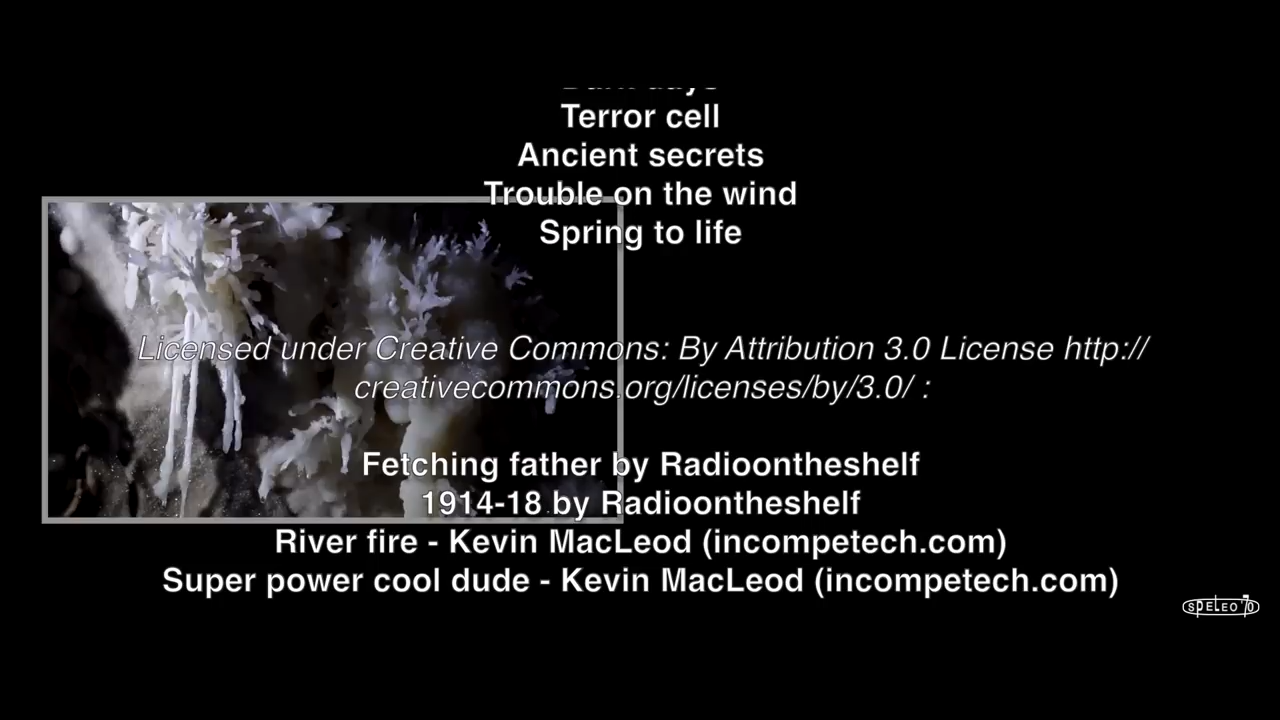 Terror cell
Ancient secrets
Trouble on the wind
Spring to life
Licensed under Creative Commons: By Attribution 3.0 License http://
creativecommons.org/licenses/by/3.0/ :
Fetching father by Radioontheshelf
1914-18 by Radioontheshelf
River fire - Kevin MacLeod (incompetech.com)
Super power cool dude - Kevin MacLeod (incompetech.com)
SPELEO 70